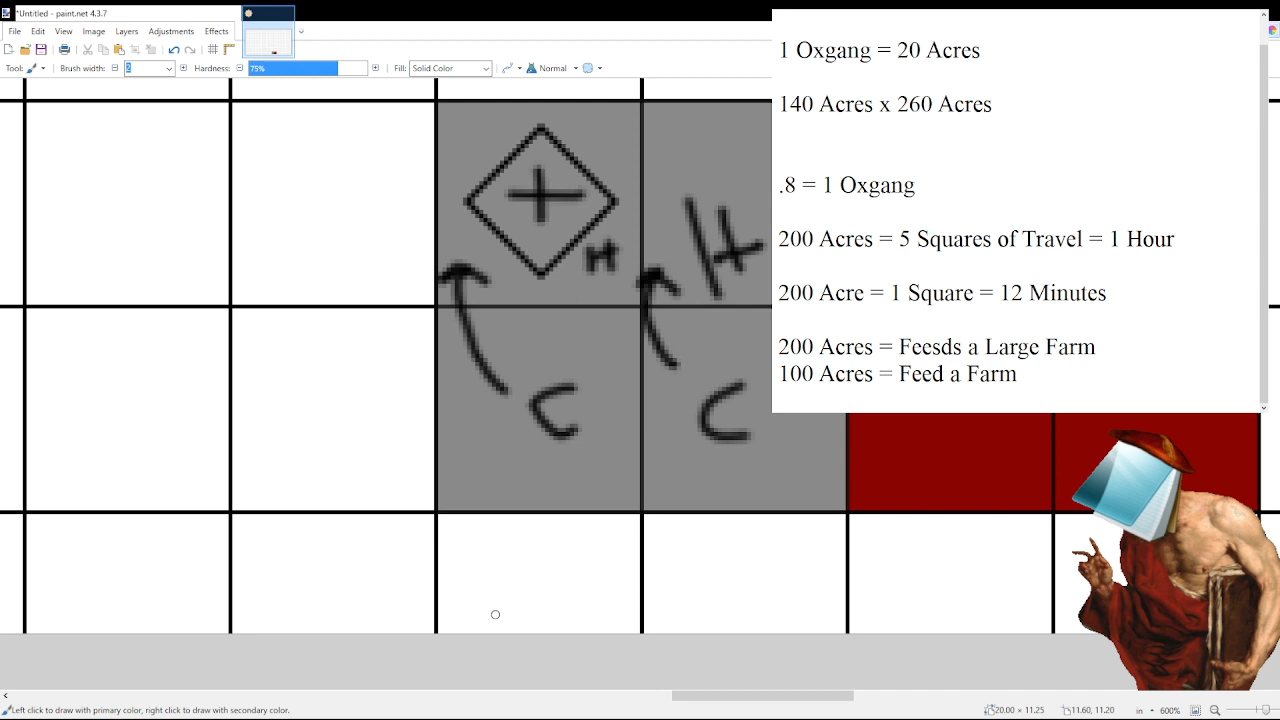 *Untitled - paint.net 4.3.7
File Edit View Image Layers Adjustments Effects
Tool: Brush width: 2 Hardness: 75% Fill: Solid Color Normal
1 Oxgang = 20 Acres
140 Acres x 260 Acres
.8 = 1 Oxgang
200 Acres = 5 Squares of Travel = 1 Hour
200 Acre = 1 Square = 12 Minutes
200 Acres = Feesds a Large Farm
100 Acres = Feed a Farm
H H
C C
Left click to draw with primary color, right click to draw with secondary color. 20.00 × 11.25 11.60, 11.20 in 600%